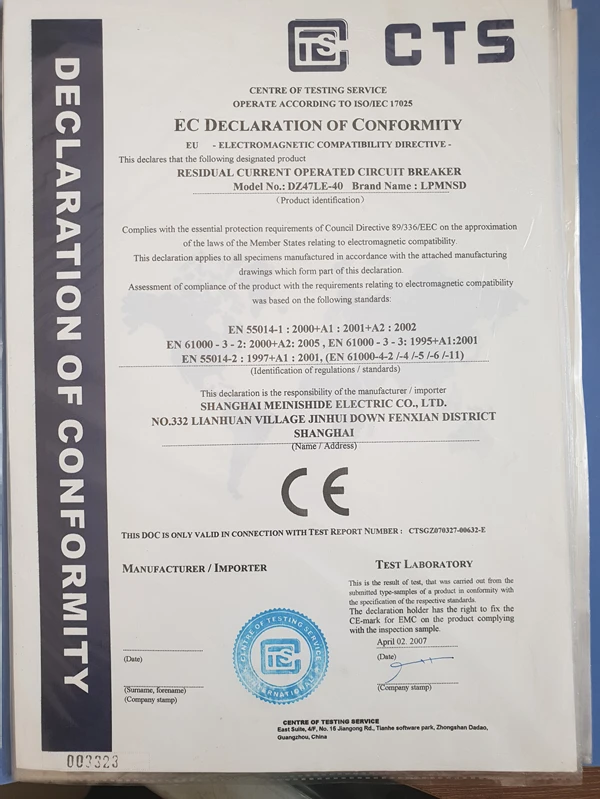 CTS
DECLARATION OF CONFORMITY
CENTRE OF TESTING SERVICE
OPERATE ACCORDING TO ISO/IEC 17025
EC DECLARATION OF CONFORMITY
EU - ELECTROMAGNETIC COMPATIBILITY DIRECTIVE -
This declares that the following designated product
RESIDUAL CURRENT OPERATED CIRCUIT BREAKER
Model No.: DZ47LE-40 Brand Name : LPMNSD
(Product identification)
Complies with the essential protection requirements of Council Directive 89/336/EEC on the approximation
of the laws of the Member States relating to electromagnetic compatibility.
This declaration applies to all specimens manufactured in accordance with the attached manufacturing
drawings which form part of this declaration.
Assessment of compliance of the product with the requirements relating to electromagnetic compatibility
was based on the following standards:
EN 55014-1 : 2000+A1 : 2001+A2 : 2002
EN 61000 - 3 - 2: 2000+A2: 2005 , EN 61000 - 3 - 3: 1995+A1:2001
EN 55014-2 : 1997+A1 : 2001, (EN 61000-4-2 /-4 /-5 /-6 /-11)
(Identification of regulations / standards)
This declaration is the responsibility of the manufacturer / importer
SHANGHAI MEINISHIDE ELECTRIC CO., LTD.
NO.332 LIANHUAN VILLAGE JINHUI DOWN FENXIAN DISTRICT
SHANGHAI
(Name / Address)
CE
THIS DOC IS ONLY VALID IN CONNECTION WITH TEST REPORT NUMBER : CTSGZ070327-00632-E
MANUFACTURER / IMPORTER
TEST LABORATORY
This is the result of test, that was carried out from the
submitted type-samples of a product in conformity with
the specification of the respective standards.
The declaration holder has the right to fix the
CE-mark for EMC on the product complying
with the inspection sample.
April 02. 2007
(Date)
(Company stamp)
(Date)
(Surname, forename)
(Company stamp)
CENTRE OF TESTING SERVICE
INTERNATIONAL
CTS
CENTRE OF TESTING SERVICE
East Suite, 4/F, No. 16 Jiangong Rd., Tianhe software park, Zhongshan Dadao,
Guangzhou, China
003323